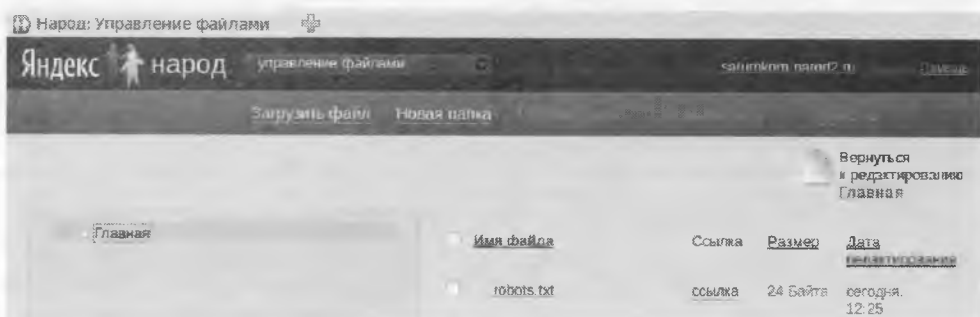 Народ: Управление файлами
Яндекс народ управление файлами
Загрузить файл Новая папка
Вернуться
к редактированию
Главная
Главная
Имя файла Ссылка Размер Дата
редактирования
robots.txt ссылка 24 Байта сегодня,
12:25